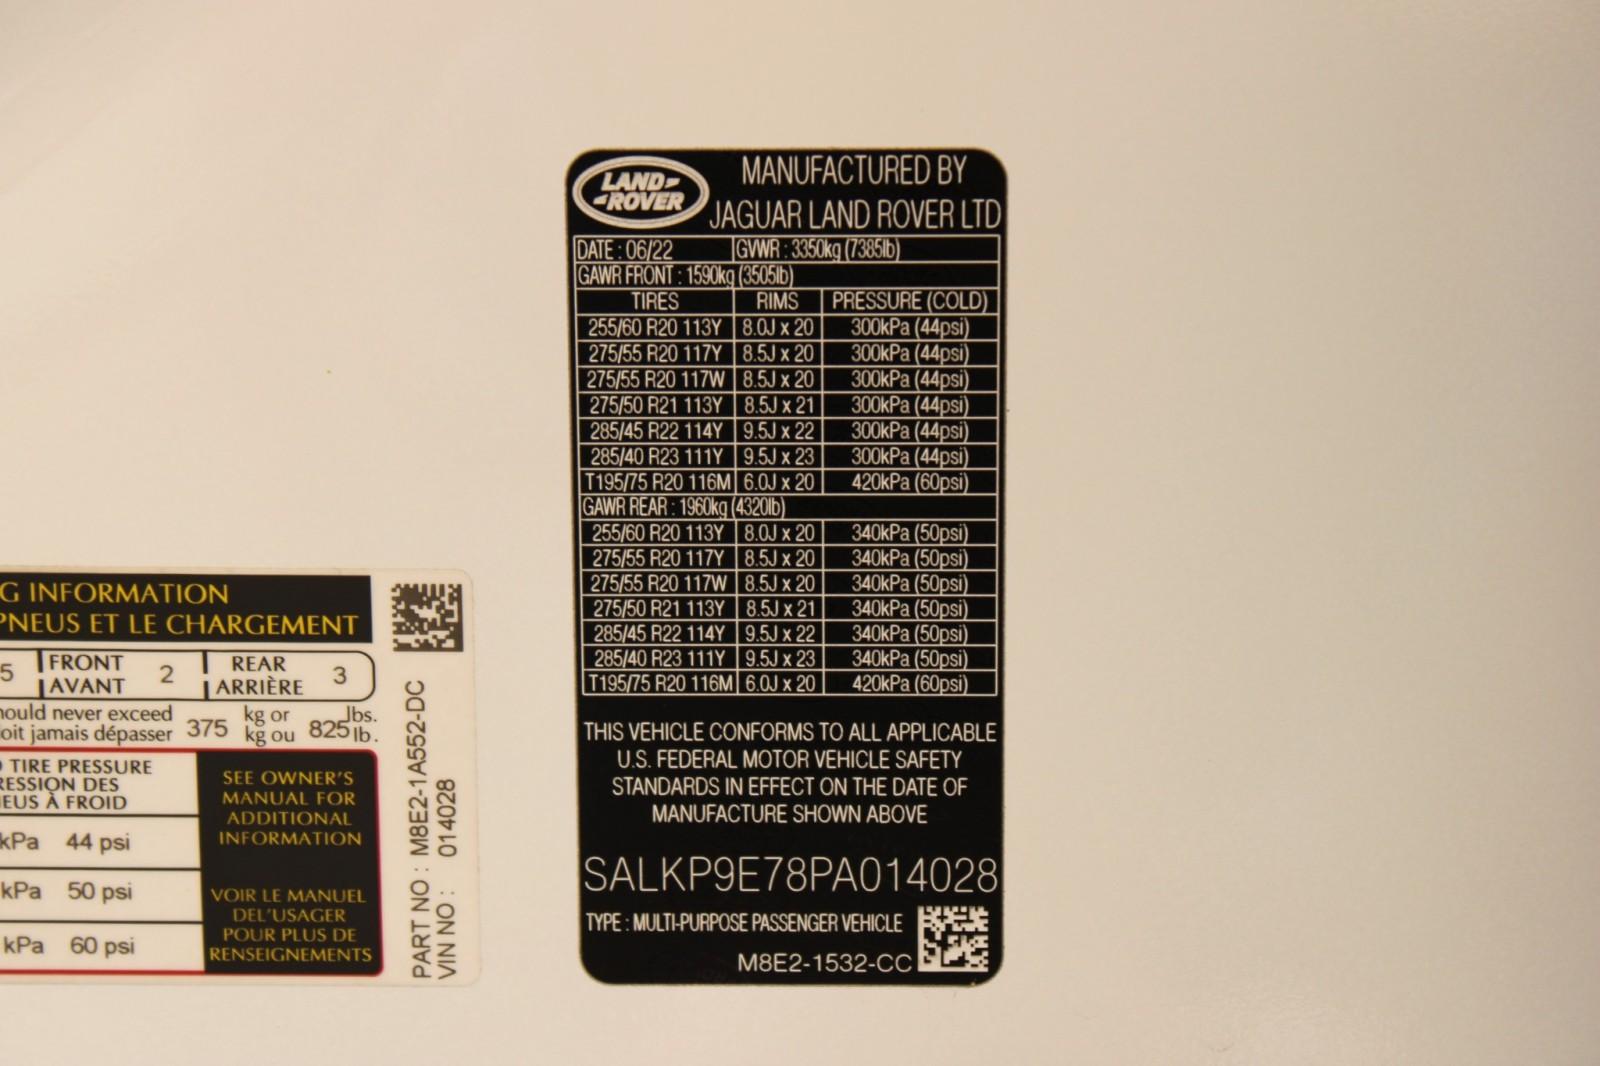 LAND-
-ROVER
MANUFACTURED BY
JAGUAR LAND ROVER LTD
DATE : 06/22 GVWR : 3350kg (7385lb)
GAWR FRONT : 1590kg (3505lb)
TIRES RIMS PRESSURE (COLD)
255/60 R20 113Y 8.0J x 20 300kPa (44psi)
275/55 R20 117Y 8.5J x 20 300kPa (44psi)
275/55 R20 117W 8.5J x 20 300kPa (44psi)
275/50 R21 113Y 8.5J x 21 300kPa (44psi)
285/45 R22 114Y 9.5J x 22 300kPa (44psi)
285/40 R23 111Y 9.5J x 23 300kPa (44psi)
T195/75 R20 116M 6.0J x 20 420kPa (60psi)
GAWR REAR : 1960kg (4320lb)
255/60 R20 113Y 8.0J x 20 340kPa (50psi)
275/55 R20 117Y 8.5J x 20 340kPa (50psi)
275/55 R20 117W 8.5J x 20 340kPa (50psi)
275/50 R21 113Y 8.5J x 21 340kPa (50psi)
285/45 R22 114Y 9.5J x 22 340kPa (50psi)
285/40 R23 111Y 9.5J x 23 340kPa (50psi)
T195/75 R20 116M 6.0J x 20 420kPa (60psi)
THIS VEHICLE CONFORMS TO ALL APPLICABLE
U.S. FEDERAL MOTOR VEHICLE SAFETY
STANDARDS IN EFFECT ON THE DATE OF
MANUFACTURE SHOWN ABOVE
SALKP9E78PA014028
TYPE : MULTI-PURPOSE PASSENGER VEHICLE
M8E2-1532-CC
G INFORMATION
PNEUS ET LE CHARGEMENT
5 FRONT 2 REAR 3
AVANT ARRIÈRE
ould never exceed 375 kg or 825 lbs.
oit jamais dépasser kg ou lb.
TIRE PRESSURE
RESSION DES
EUS À FROID
kPa 44 psi
kPa 50 psi
kPa 60 psi
SEE OWNER'S
MANUAL FOR
ADDITIONAL
INFORMATION
VOIR LE MANUEL
DEL'USAGER
POUR PLUS DE
RENSEIGNEMENTS
PART NO : M8E2-1A552-DC
VIN NO : 014028